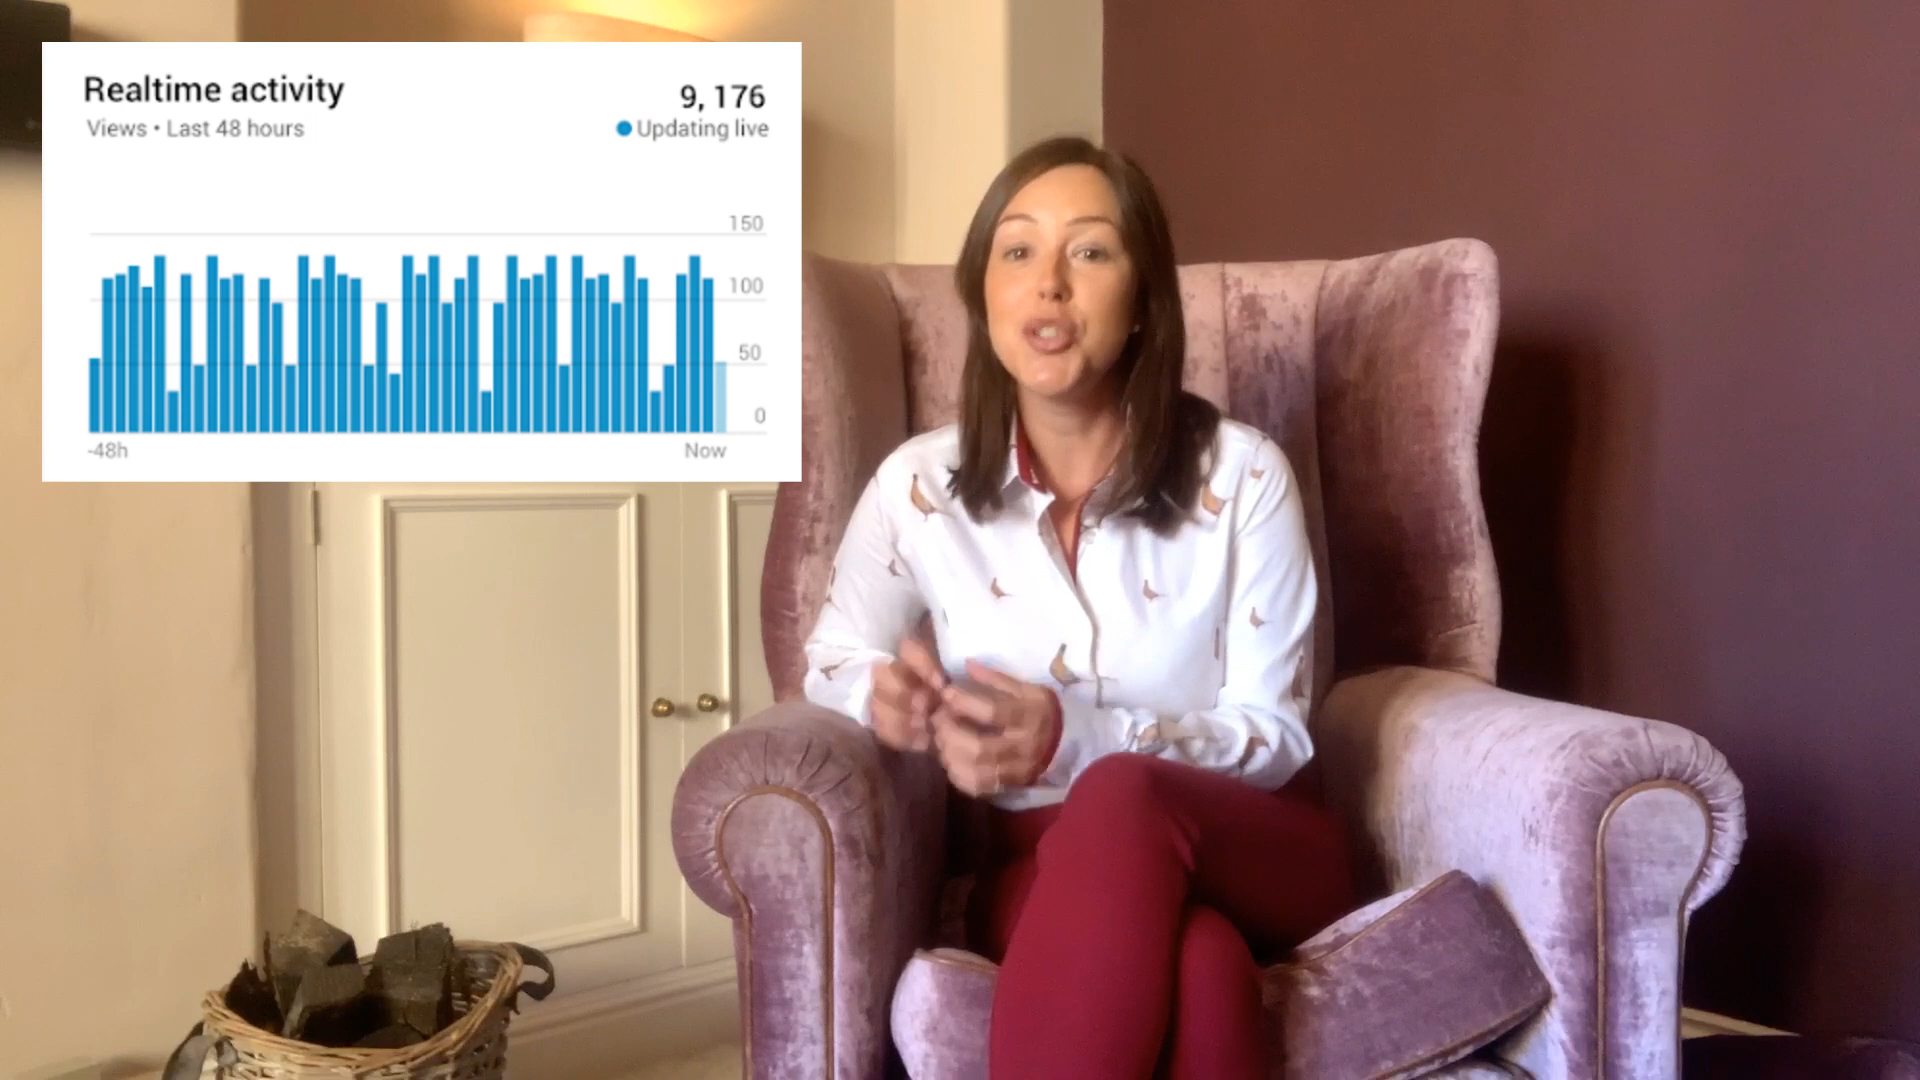 Realtime activity
9, 176
Views • Last 48 hours
Updating live
150
100
50
0
-48h
Now